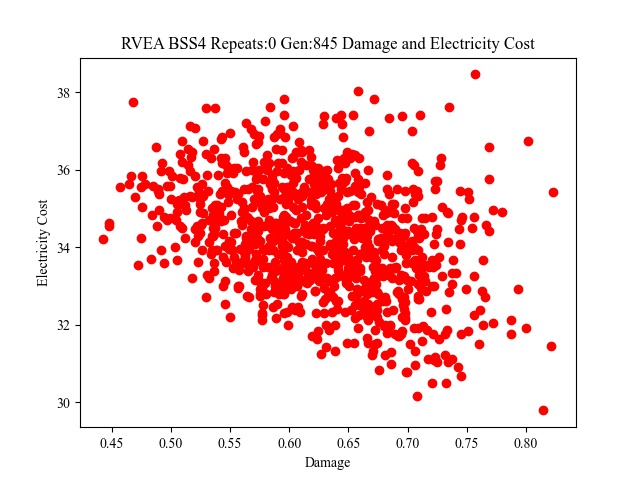 RVEA BSS4 Repeats:0 Gen:845 Damage and Electricity Cost
Electricity Cost
38
36
34
32
30
0.45 0.50 0.55 0.60 0.65 0.70 0.75 0.80
Damage